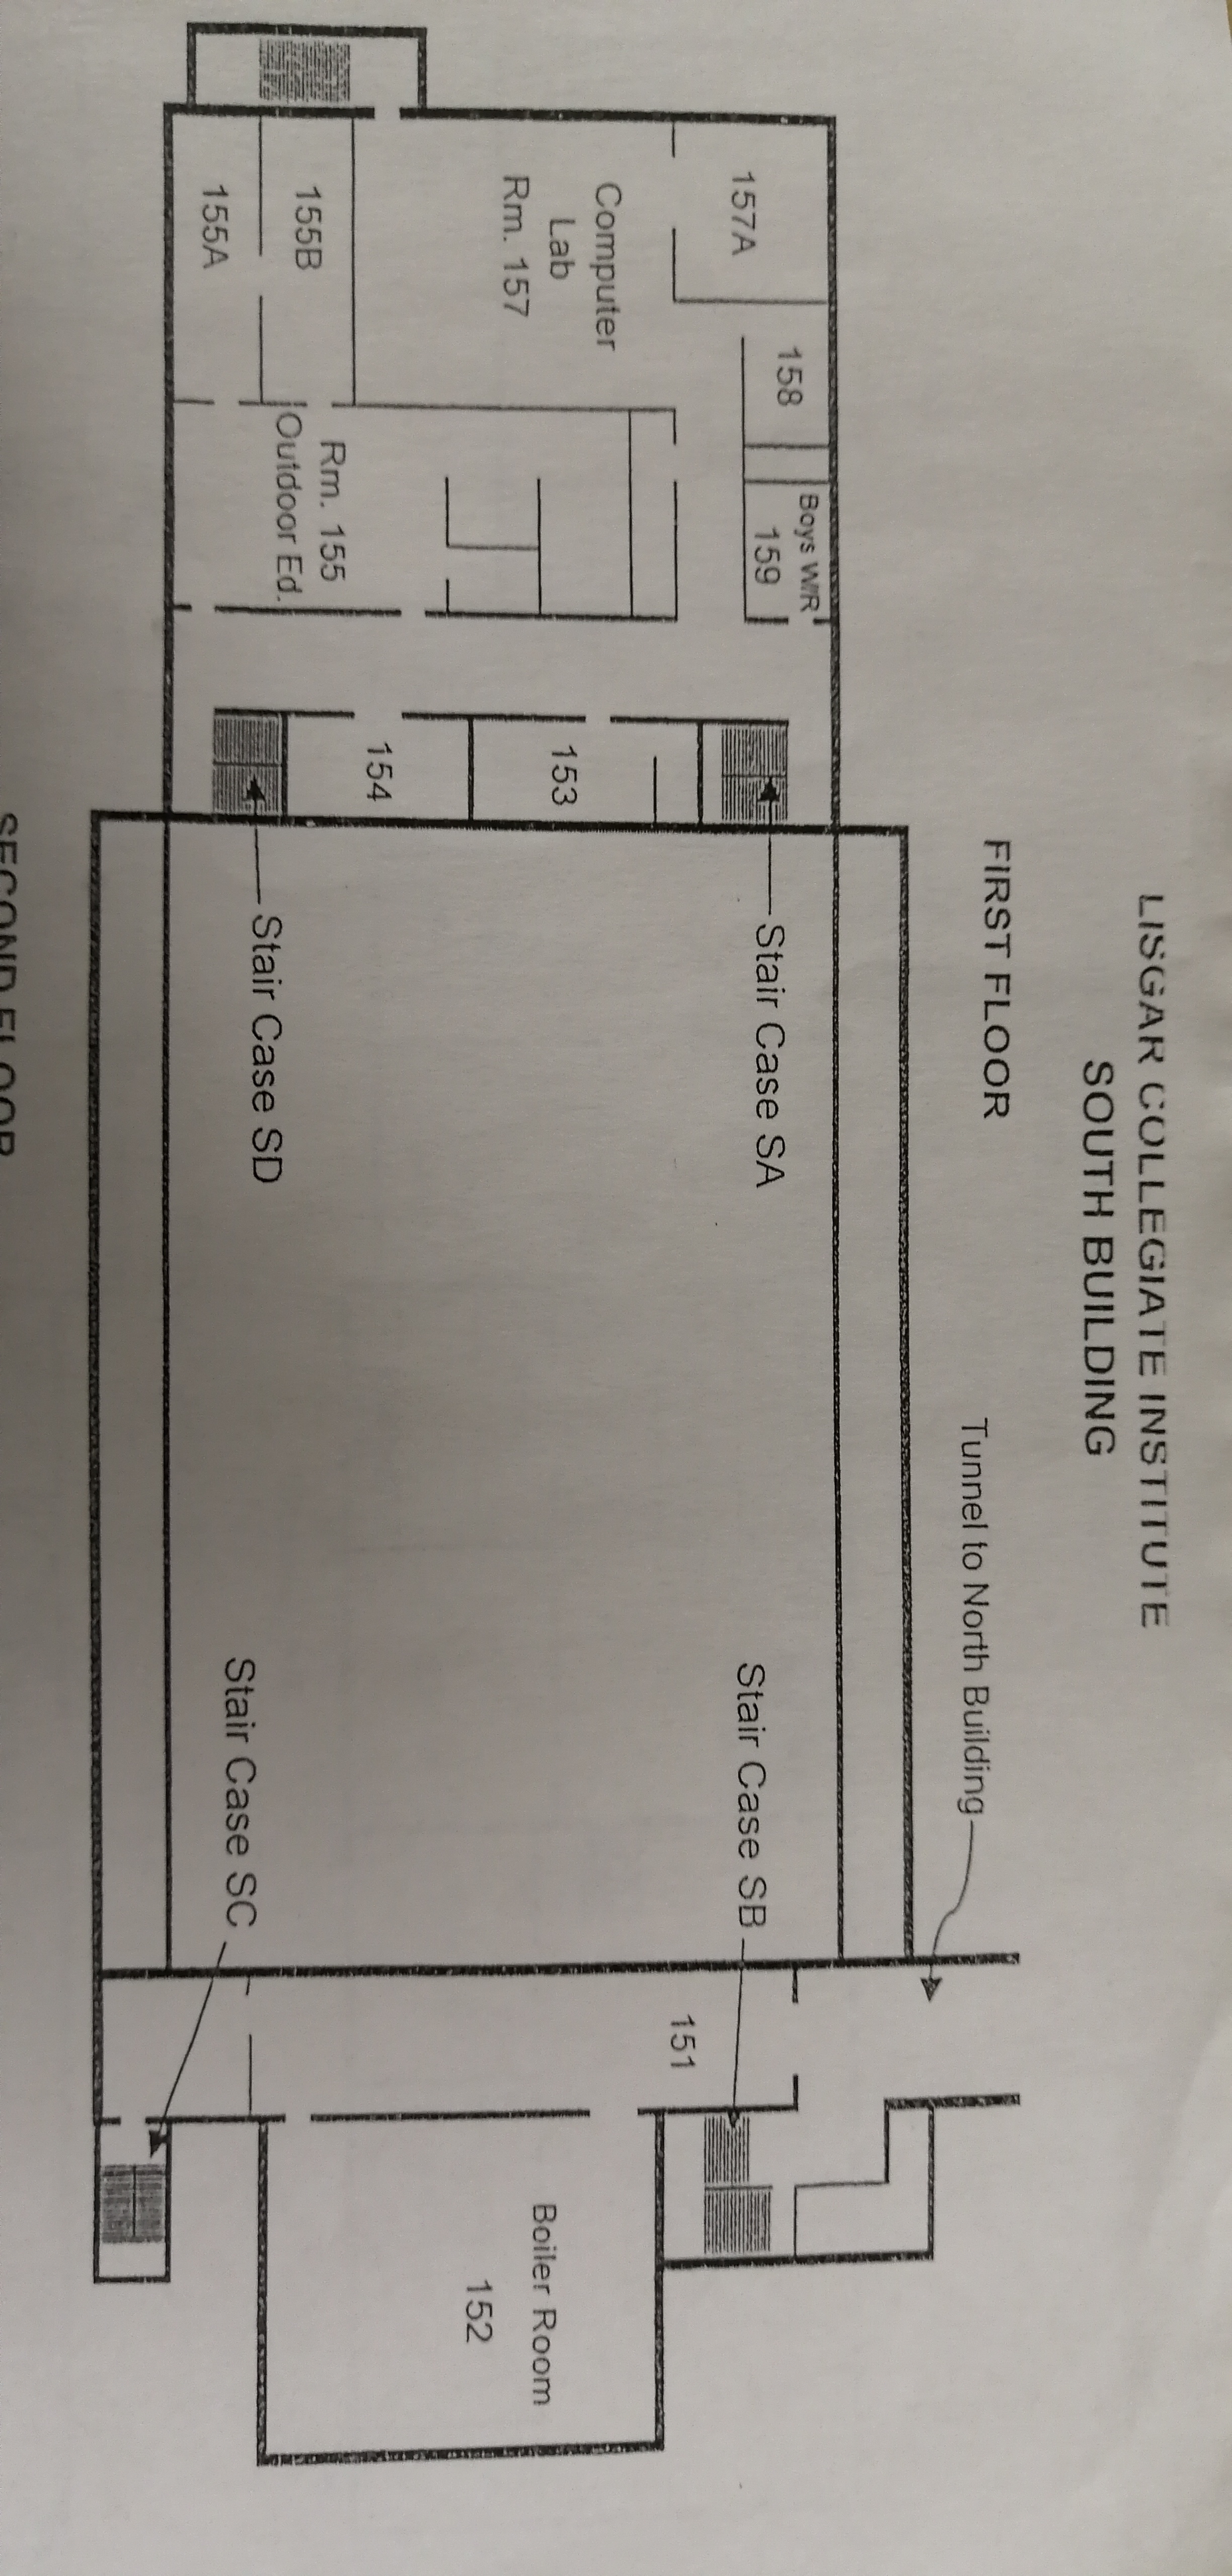 LISGAR COLLEGIATE INSTITUTE
SOUTH BUILDING
FIRST FLOOR
Tunnel to North Building
157A
158
Boys W/R
159
Computer
Lab
Rm. 157
155B
155A
Rm. 155
Outdoor Ed.
153
154
Stair Case SA
Stair Case SD
Stair Case SB
Stair Case SC
151
Boiler Room
152
SECOND FLOOR